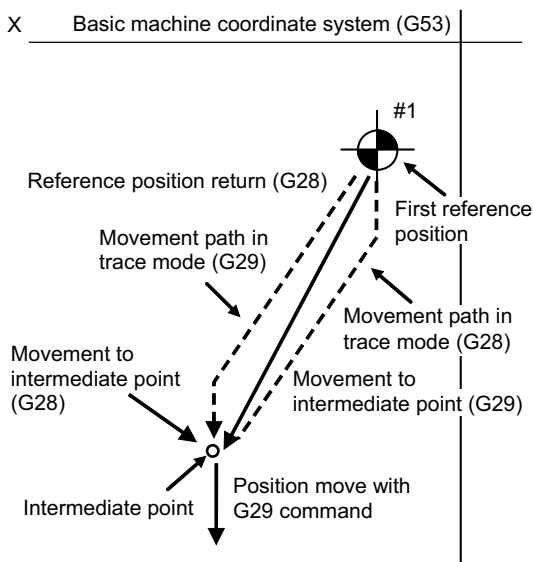 X
Basic machine coordinate system (G53)
#1
Reference position return (G28)
First reference
position
Movement path in
trace mode (G29)
Movement path in
trace mode (G28)
Movement to
intermediate point
(G28)
Movement to
intermediate point (G29)
Intermediate point
Position move with
G29 command